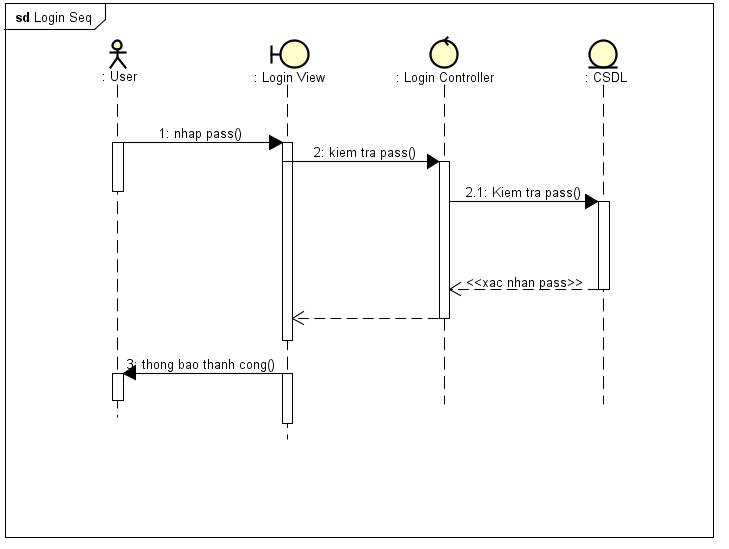 sd Login Seq
: User
: Login View
: Login Controller
: CSDL
1: nhap pass()
2: kiem tra pass()
2.1: Kiem tra pass()
<<xac nhan pass>>
3: thong bao thanh cong()